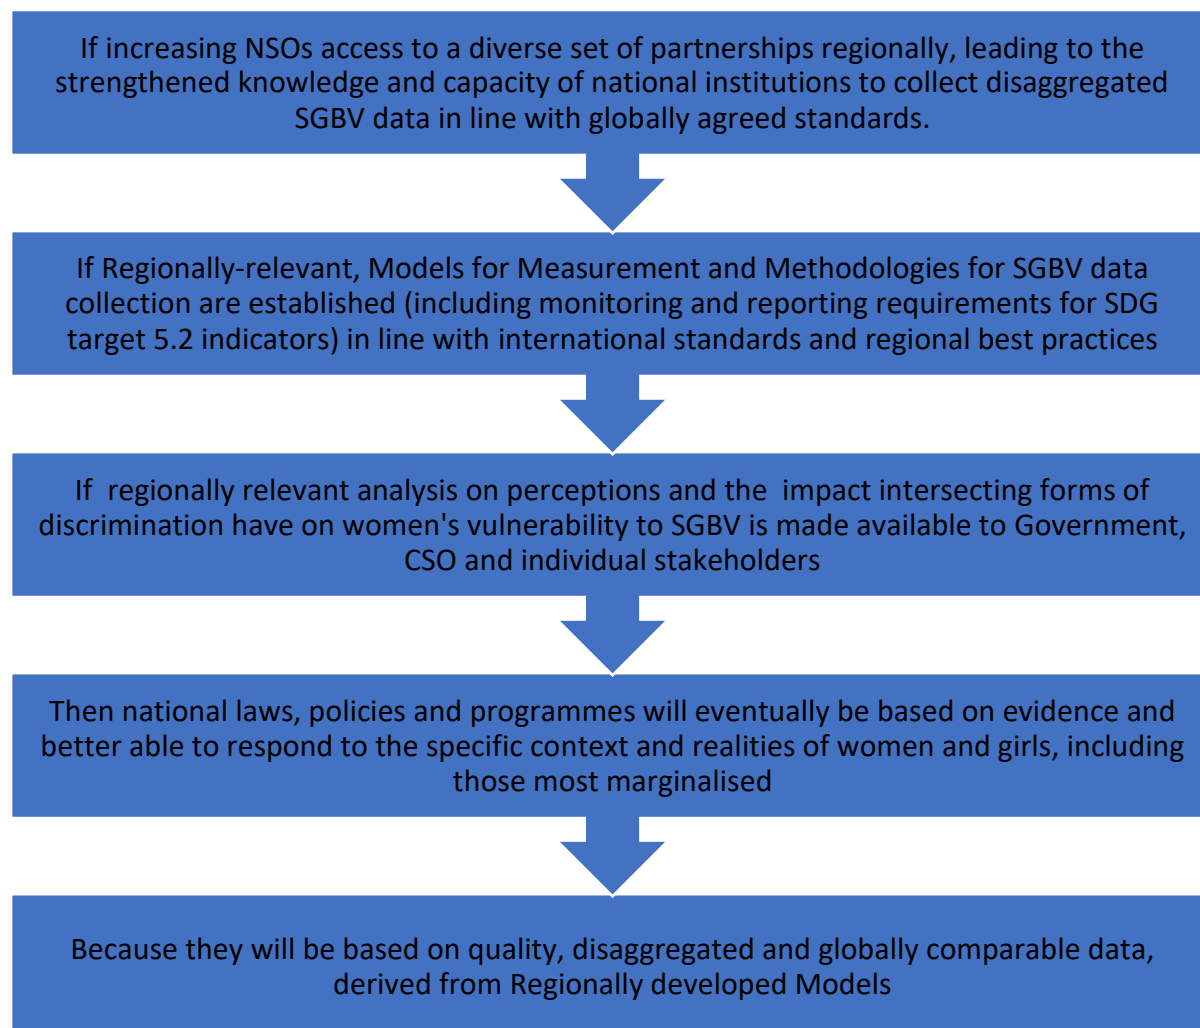 If increasing NSOs access to a diverse set of partnerships regionally, leading to the
strengthened knowledge and capacity of national institutions to collect disaggregated
SGBV data in line with globally agreed standards.
If Regionally-relevant, Models for Measurement and Methodologies for SGBV data
collection are established (including monitoring and reporting requirements for SDG
target 5.2 indicators) in line with international standards and regional best practices
If  regionally relevant analysis on perceptions and the  impact intersecting forms of
discrimination have on women's vulnerability to SGBV is made available to Government,
CSO and individual stakeholders
Then national laws, policies and programmes will eventually be based on evidence and
better able to respond to the specific context and realities of women and girls, including
those most marginalised
Because they will be based on quality, disaggregated and globally comparable data,
derived from Regionally developed Models